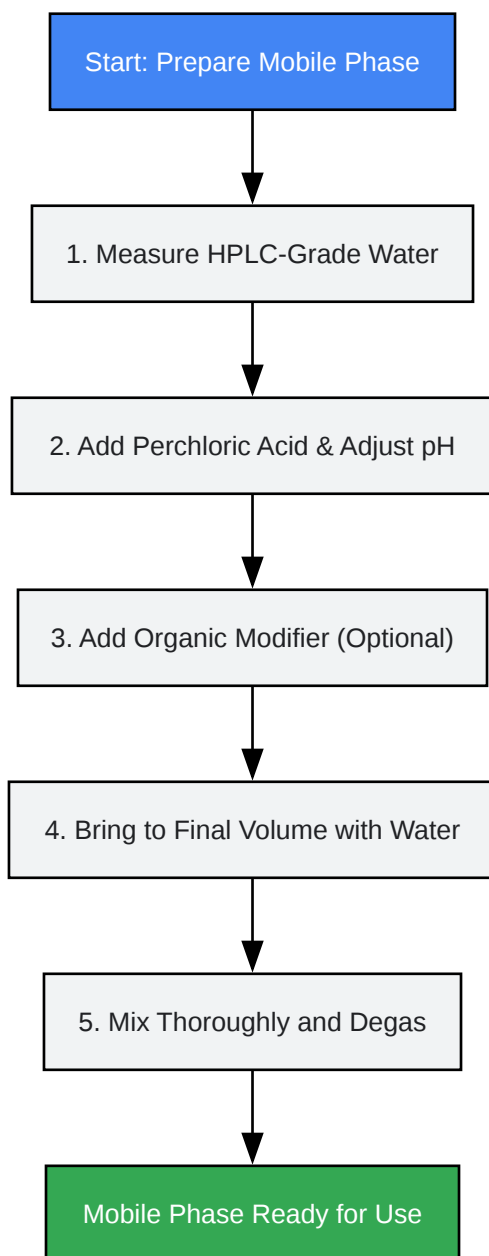 Start: Prepare Mobile Phase
1. Measure HPLC-Grade Water
2. Add Perchloric Acid & Adjust pH
3. Add Organic Modifier (Optional)
4. Bring to Final Volume with Water
5. Mix Thoroughly and Degas
Mobile Phase Ready for Use